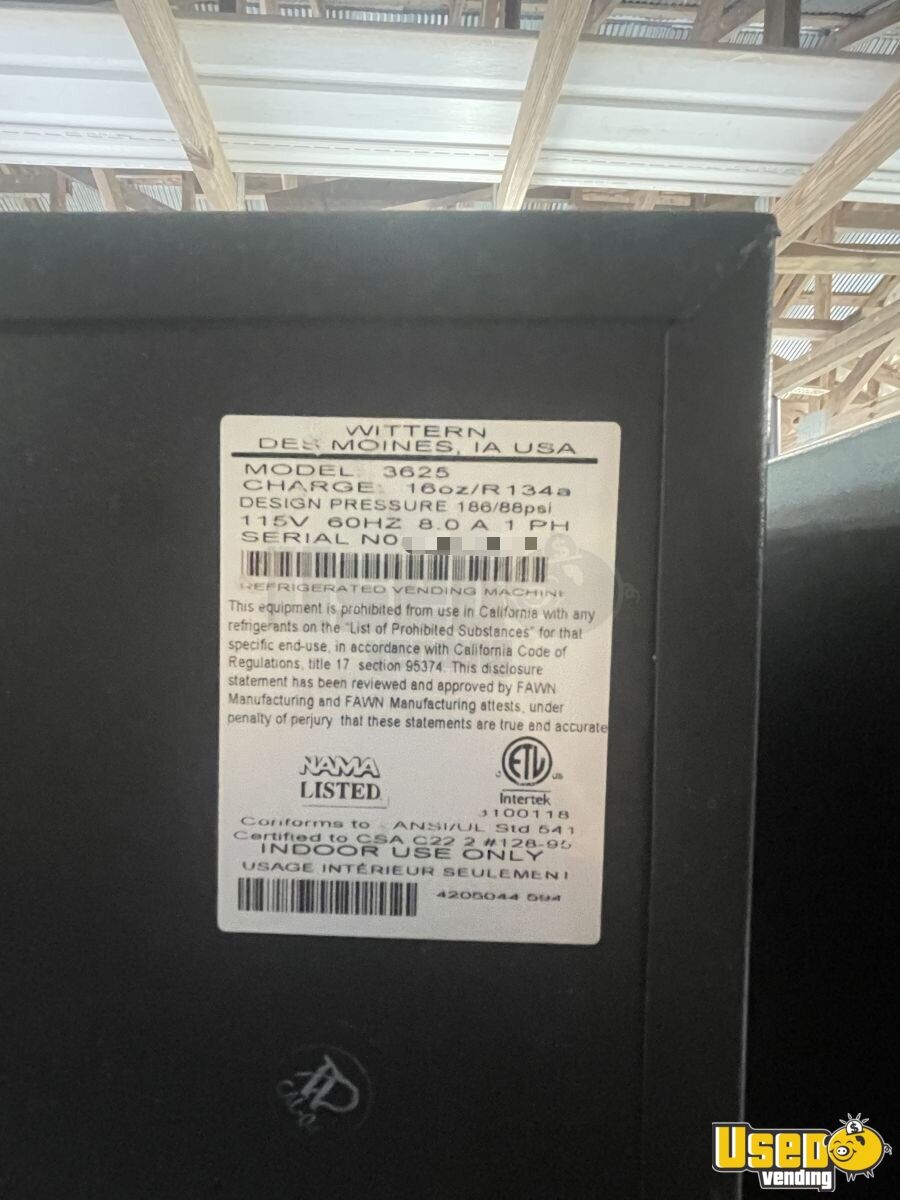 WITTERN
DES MOINES, IA USA
MODEL: 3625
CHARGE: 16oz/R134a
DESIGN PRESSURE 186/88psi
115V 60HZ 8.0 A 1 PH
SERIAL NO
REFRIGERATED VENDING MACHINE
This equipment is prohibited from use in California with any
refrigerants on the "List of Prohibited Substances" for that
specific end-use, in accordance with California Code of
Regulations, title 17 section 95374. This disclosure
statement has been reviewed and approved by FAWN
Manufacturing and FAWN Manufacturing attests, under
penalty of perjury that these statements are true and accurate
NAMA
LISTED
C ETL US
Intertek
3100118
Conforms to ANSI/UL Std 541
Certified to CSA C22 2 #128-95
INDOOR USE ONLY
USAGE INTÉRIEUR SEULEMENT
4205044 594
USED
vending